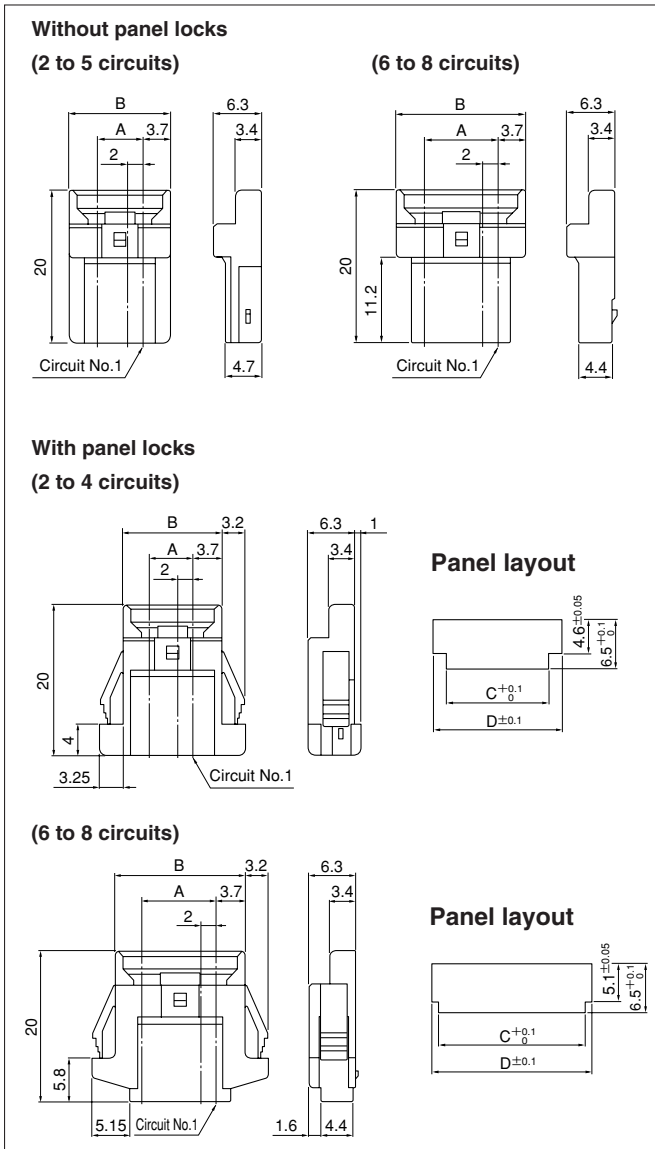 Without panel locks
(2 to 5 circuits)
(6 to 8 circuits)
B
A
3.7
2
20
Circuit No.1
6.3
3.4
4.7
B
A
3.7
2
20
11.2
Circuit No.1
6.3
3.4
4.4
With panel locks
(2 to 4 circuits)
B
3.2
A
3.7
2
20
4
3.25
Circuit No.1
6.3
1
3.4
Panel layout
4.6±0.05
6.5+0.1 0
C+0.1 0
D±0.1
(6 to 8 circuits)
B
3.2
A
3.7
2
20
5.8
5.15
Circuit No.1
6.3
3.4
1.6
4.4
Panel layout
5.1±0.05
6.5+0.1 0
C+0.1 0
D±0.1